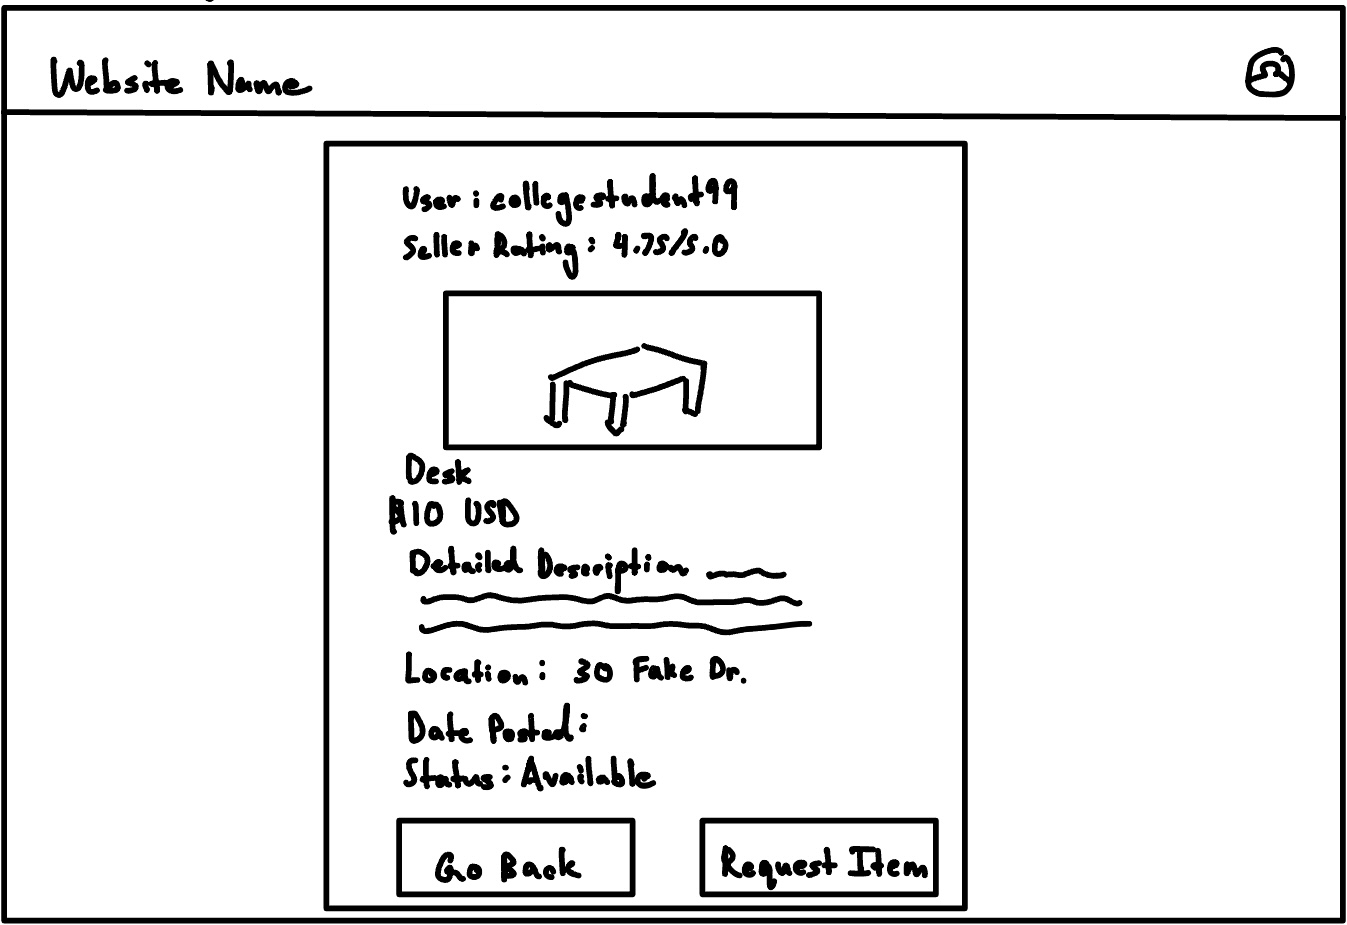 Website Name
User: collegestudent99
Seller Rating: 4.75/5.0
Desk
$10 USD
Detailed Description
Location: 30 Fake Dr.
Date Posted:
Status: Available
Go Back
Request Item